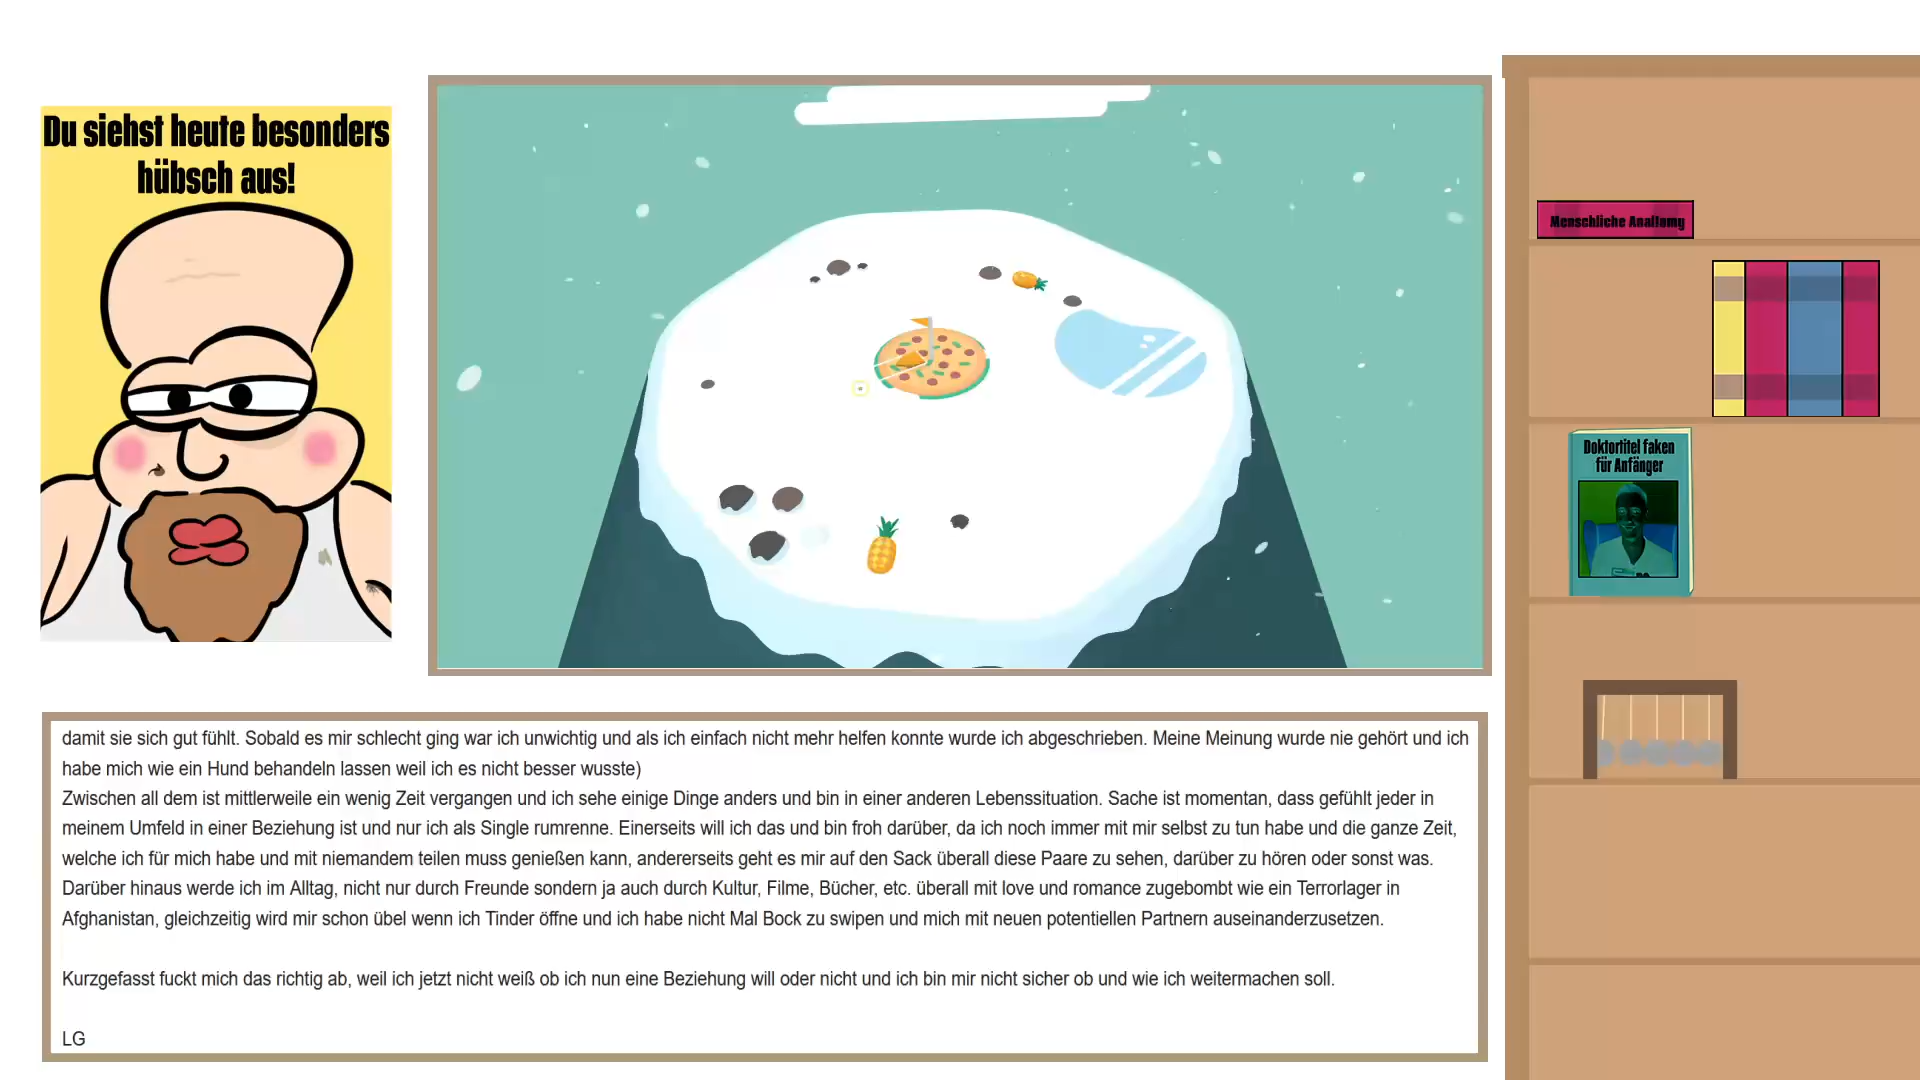 Du siehst heute besonders
hübsch aus!
Menschliche Anallumy
Doktortitel faken
für Anfänger
damit sie sich gut fühlt. Sobald es mir schlecht ging war ich unwichtig und als ich einfach nicht mehr helfen konnte wurde ich abgeschrieben. Meine Meinung wurde nie gehört und ich
habe mich wie ein Hund behandeln lassen weil ich es nicht besser wusste)
Zwischen all dem ist mittlerweile ein wenig Zeit vergangen und ich sehe einige Dinge anders und bin in einer anderen Lebenssituation. Sache ist momentan, dass gefühlt jeder in
meinem Umfeld in einer Beziehung ist und nur ich als Single rumrenne. Einerseits will ich das und bin froh darüber, da ich noch immer mit mir selbst zu tun habe und die ganze Zeit,
welche ich für mich habe und mit niemandem teilen muss genießen kann, andererseits geht es mir auf den Sack überall diese Paare zu sehen, darüber zu hören oder sonst was.
Darüber hinaus werde ich im Alltag, nicht nur durch Freunde sondern ja auch durch Kultur, Filme, Bücher, etc. überall mit love und romance zugebombt wie ein Terrorlager in
Afghanistan, gleichzeitig wird mir schon übel wenn ich Tinder öffne und ich habe nicht Mal Bock zu swipen und mich mit neuen potentiellen Partnern auseinanderzusetzen.
Kurzgefasst fuckt mich das richtig ab, weil ich jetzt nicht weiß ob ich nun eine Beziehung will oder nicht und ich bin mir nicht sicher ob und wie ich weitermachen soll.
LG